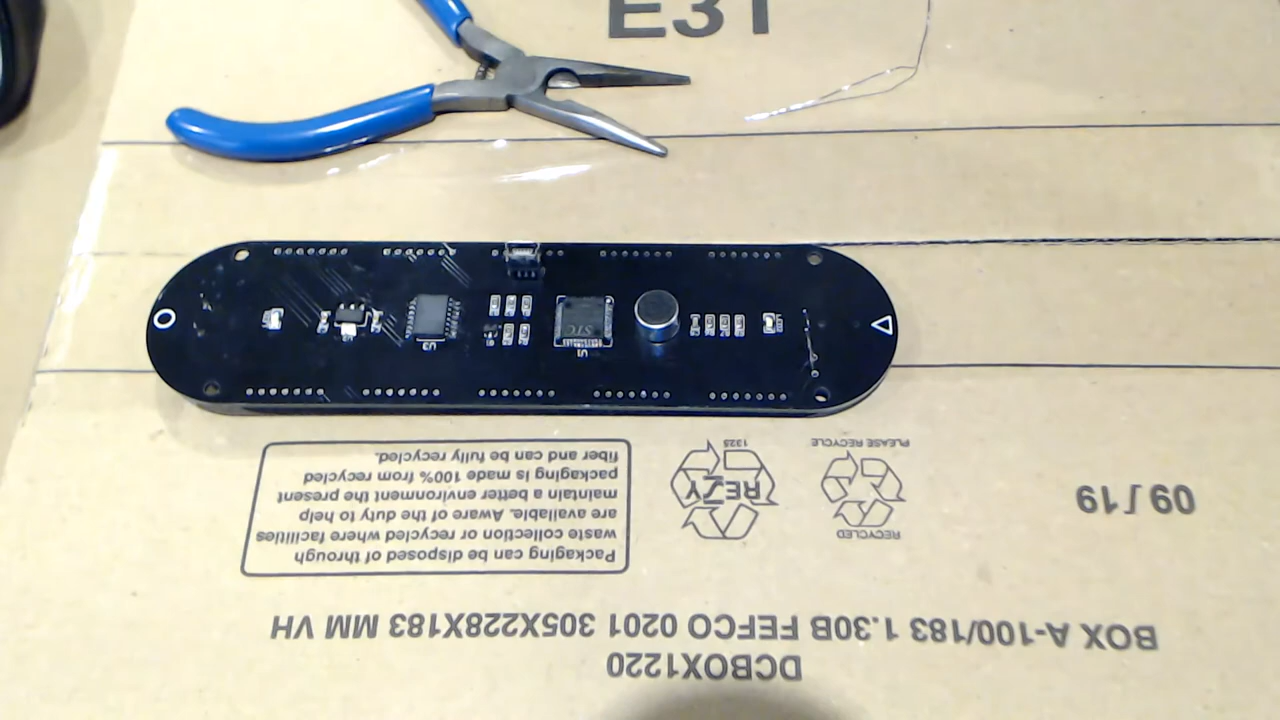 E3T
STC
U3
Packaging can be disposed of through
waste collection or recycled where facilities
are available. Aware of the duty to help
maintain a better environment the present
packaging is made 100% from recycled
fiber and can be fully recycled.
1325
REZY
PLEASE RECYCLE
RECYCLED
09 19
BOX A-100/183 1.30B FEFCO 0201 305X228X183 MM VH
DCBOX1220